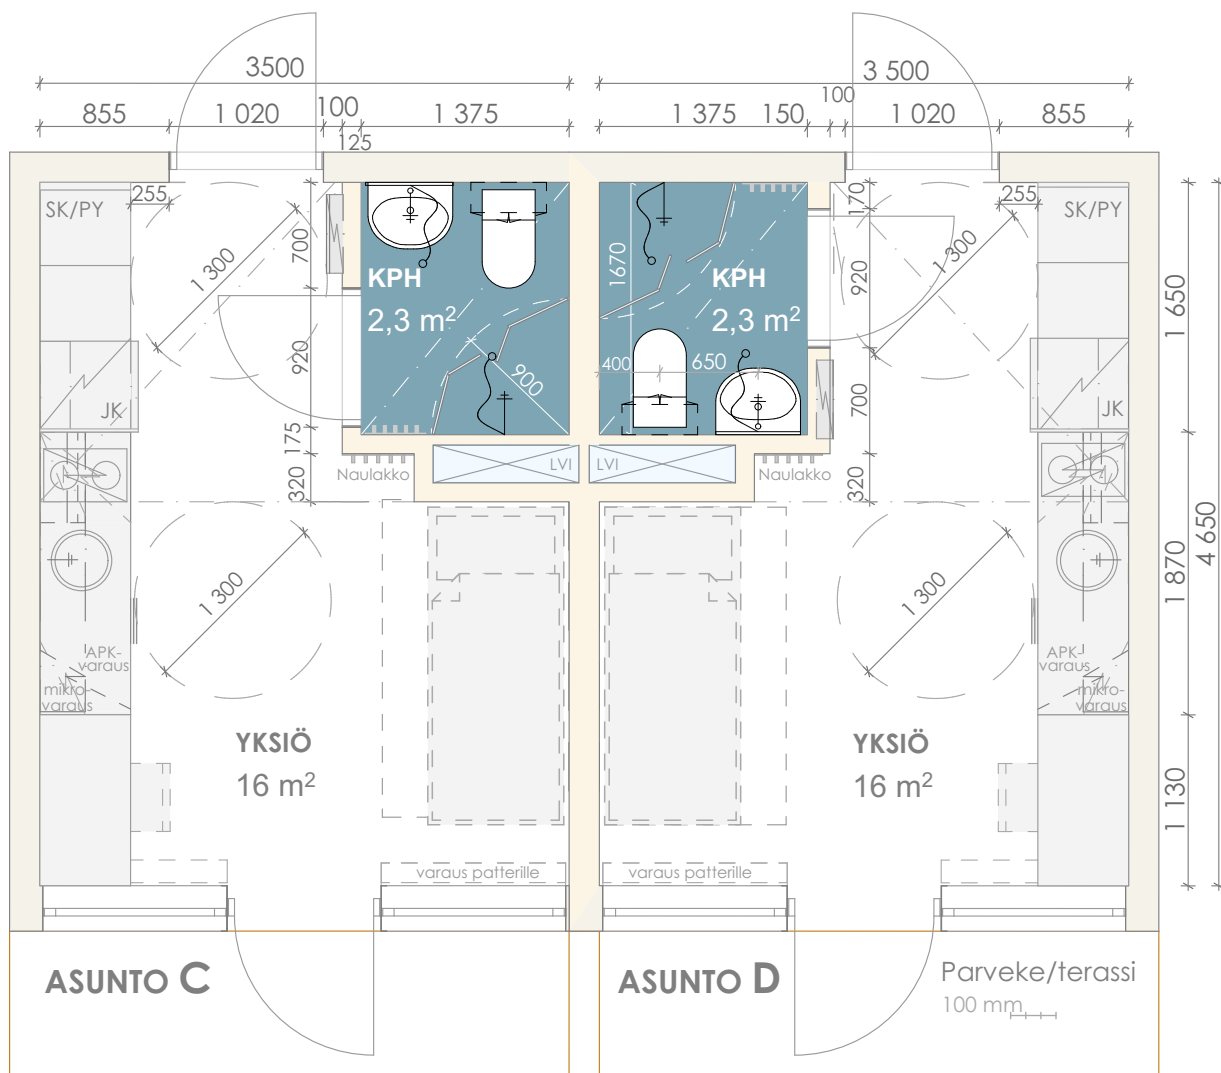 3500
3 500
855
1 020
100
125
1 375
1 375
150
100
1 020
855
255
SK/PY
1 300
700
KPH
2,3 m²
920
900
JK
175
320
Naulakko
LVI
LVI
Naulakko
1670
KPH
2,3 m²
400
650
170
920
700
320
1 300
255
SK/PY
JK
1 650
1 870
4 650
1 130
1 300
1 300
APK-
varaus
mikro-
varaus
APK-
varaus
mikro-
varaus
YKSIÖ
16 m²
YKSIÖ
16 m²
varaus patterille
varaus patterille
ASUNTO C
ASUNTO D
Parveke/terassi
100 mm